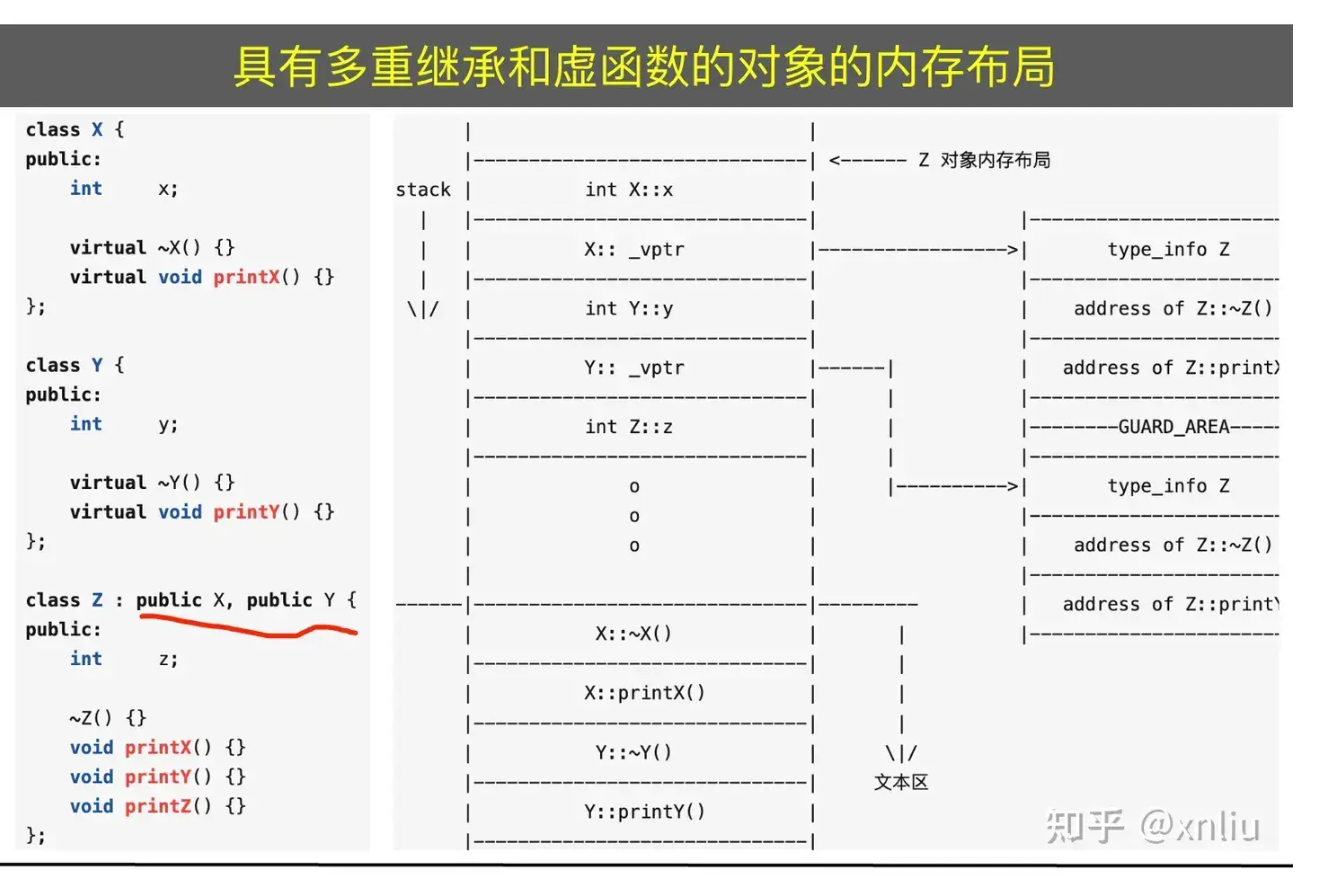 具有多重继承和虚函数的对象的内存布局
class X {
public:
    int     x;
    virtual ~X() {}
    virtual void printX() {}
};
class Y {
public:
    int     y;
    virtual ~Y() {}
    virtual void printY() {}
};
class Z : public X, public Y {
public:
    int     z;
    ~Z() {}
    void printX() {}
    void printY() {}
    void printZ() {}
};
<------ Z 对象内存布局
stack
int X::x
X:: _vptr
int Y::y
Y:: _vptr
int Z::z
o
o
o
X::~X()
X::printX()
Y::~Y()
Y::printY()
文本区
type_info Z
address of Z::~Z()
address of Z::printX
GUARD_AREA
type_info Z
address of Z::~Z()
address of Z::printY
知乎 @xnliu